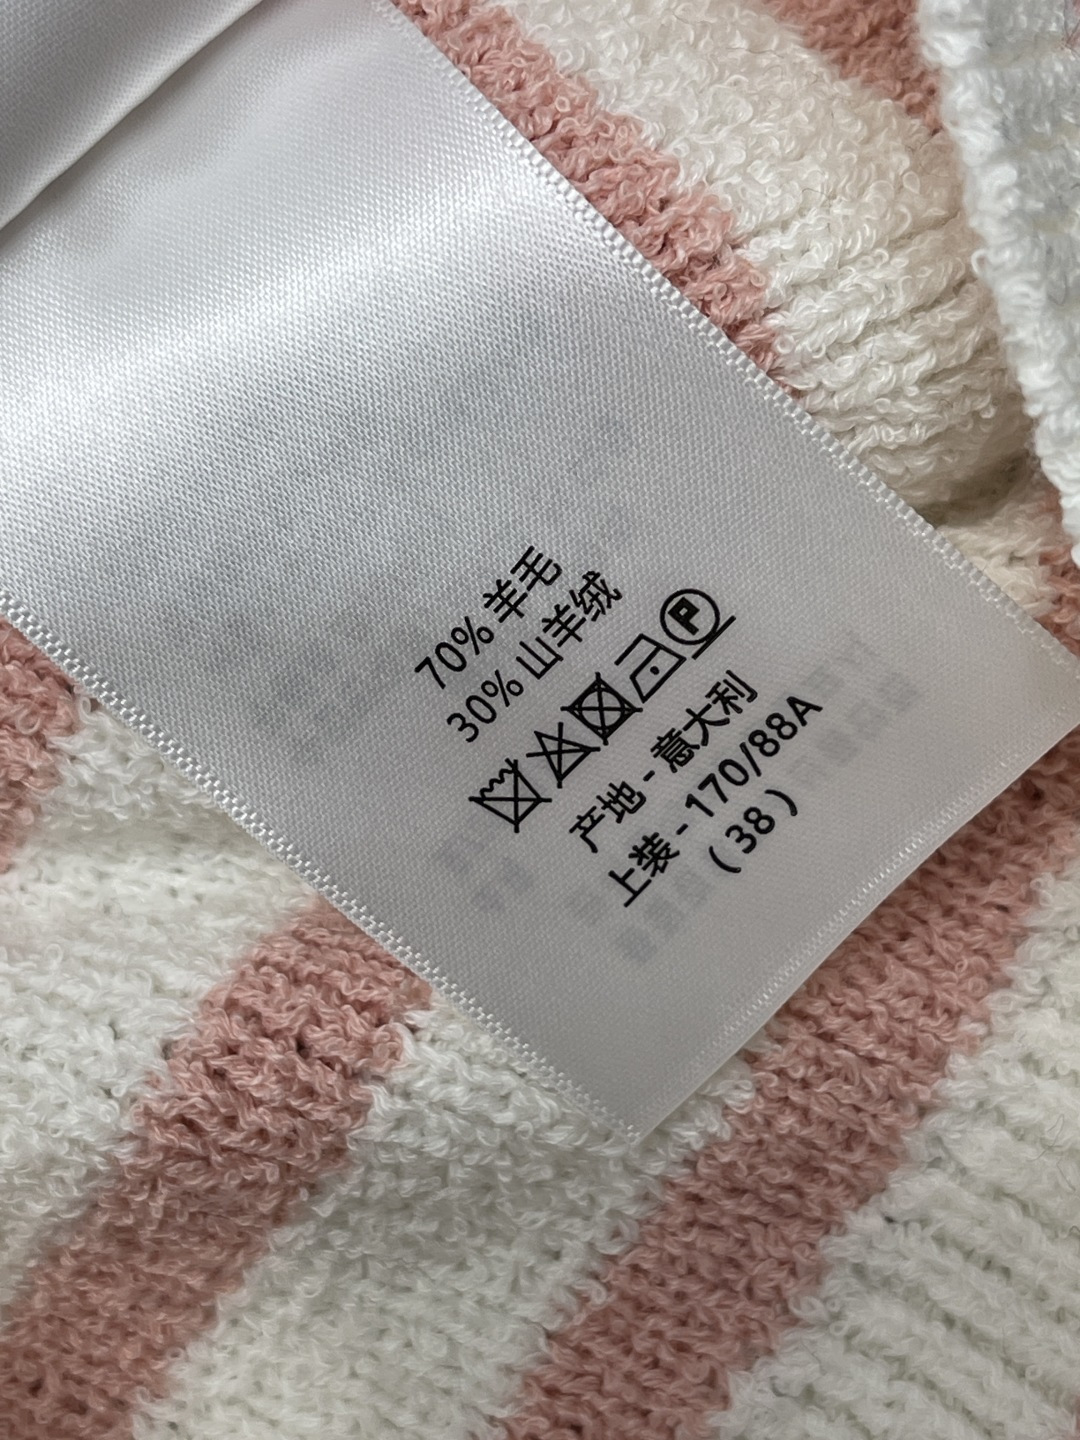 70% 羊毛
30% 山羊绒
P
产地 - 意大利
上装 - 170/88A
(38)